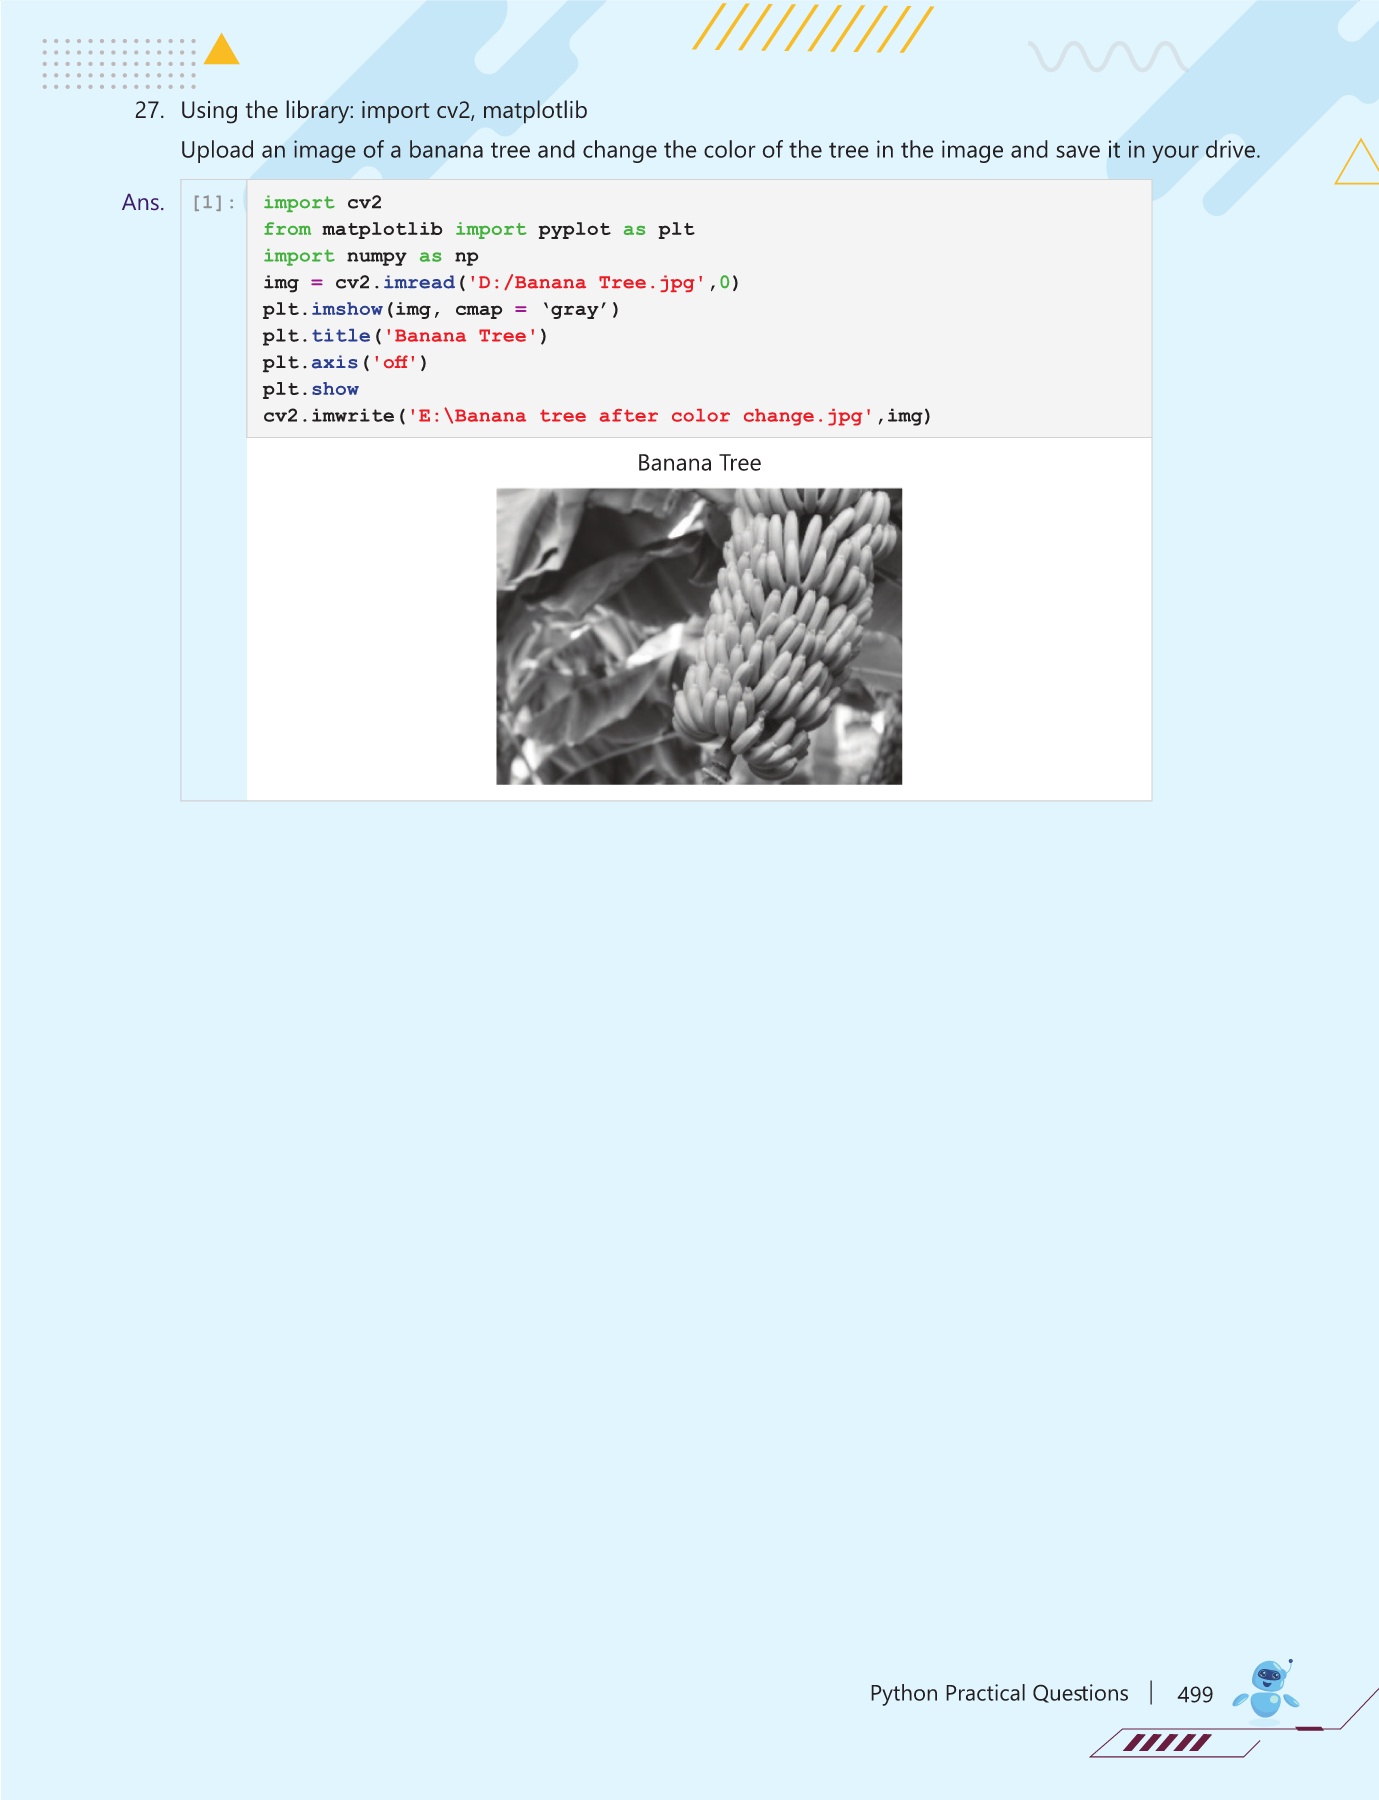 27. Using the library: import cv2, matplotlib
Upload an image of a banana tree and change the color of the tree in the image and save it in your drive.
Ans. [1]: import cv2
from matplotlib import pyplot as plt
import numpy as np
img = cv2.imread('D:/Banana Tree.jpg',0)
plt.imshow(img, cmap = ‘gray’)
plt.title('Banana Tree')
plt.axis('off')
plt.show
cv2.imwrite('E:\Banana tree after color change.jpg',img)
Banana Tree
Python Practical Questions | 499